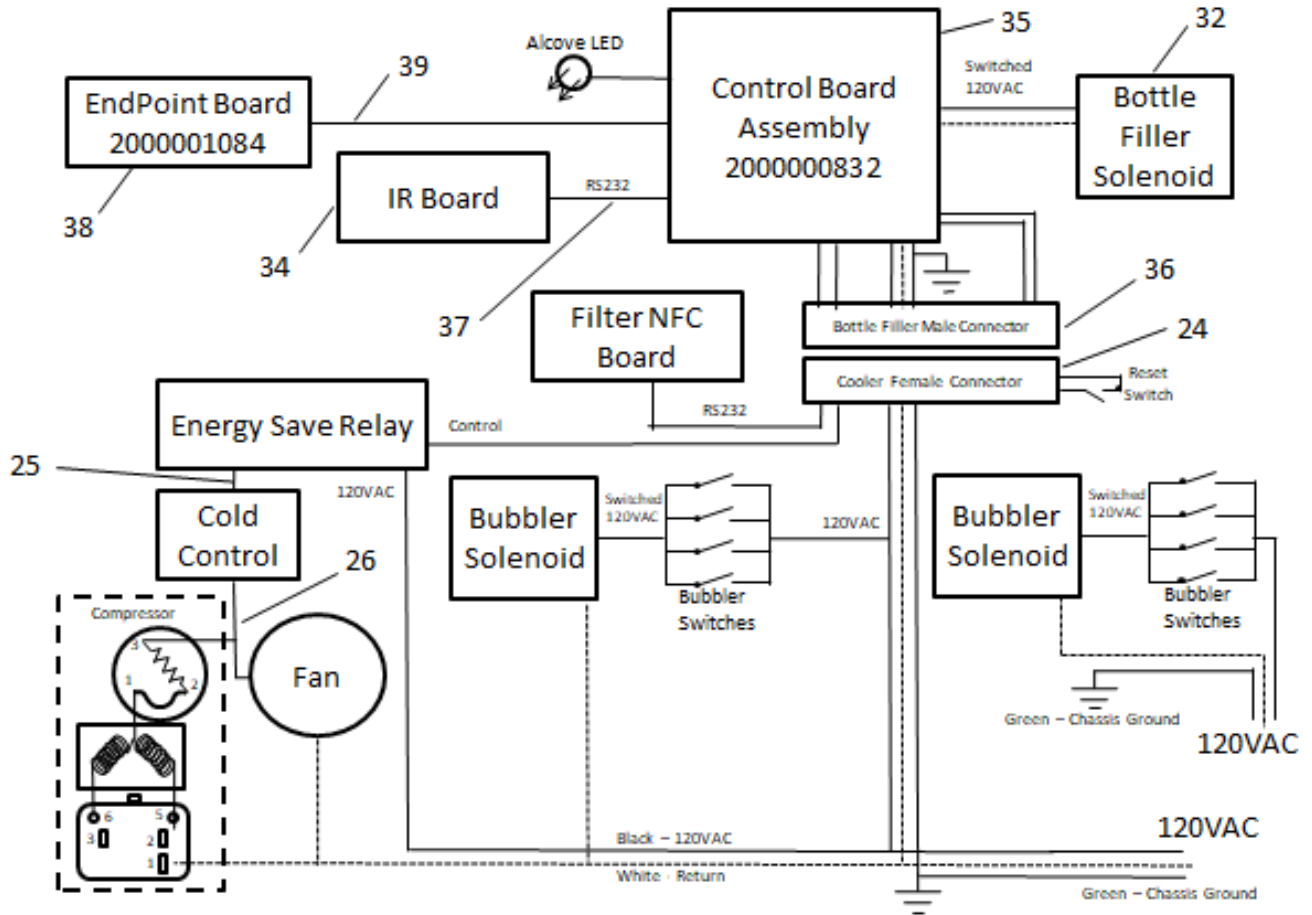 35
32
Alcove LED
39
Switched
120VAC
EndPoint Board
2000001084
Control Board
Assembly
2000000832
Bottle
Filler
Solenoid
IR Board
RS232
38
34
37
36
Filter NFC
Board
Bottle Filler Male Connector
24
Cooler Female Connector
Reset
Switch
RS232
Energy Save Relay
Control
25
120VAC
Cold
Control
Bubbler
Solenoid
Switched
120VAC
120VAC
Bubbler
Switches
Bubbler
Solenoid
Switched
120VAC
Bubbler
Switches
26
Compressor
3
1
2
Fan
Green – Chassis Ground
120VAC
6
5
3
2
1
Black – 120VAC
120VAC
White - Return
Green – Chassis Ground